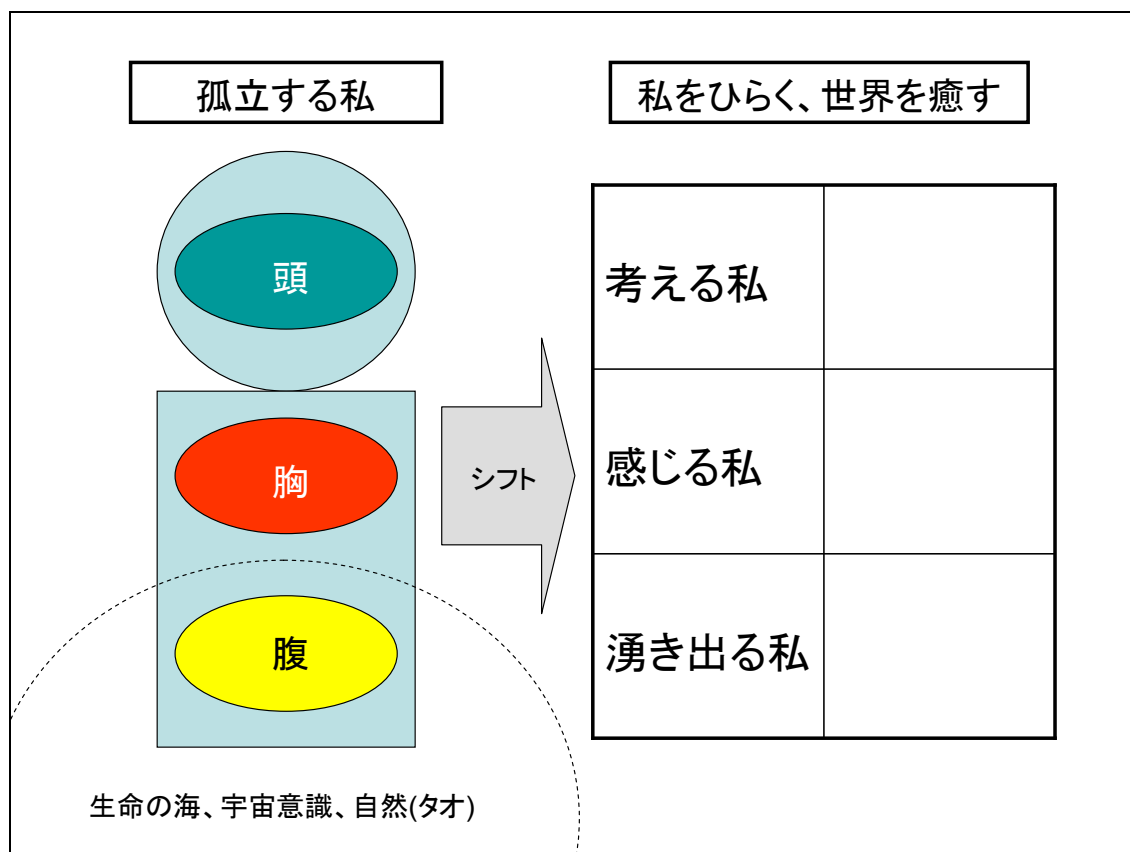 孤立する私
私をひらく、世界を癒す
頭
胸
腹
シフト
考える私
感じる私
湧き出る私
生命の海、宇宙意識、自然(タオ)